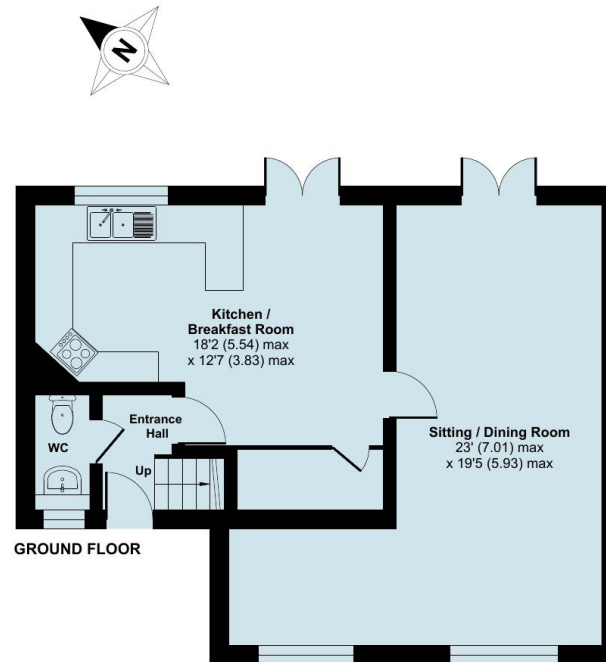 N
Kitchen /
Breakfast Room
18'2 (5.54) max
x 12'7 (3.83) max
Entrance
Hall
WC
Up
Sitting / Dining Room
23' (7.01) max
x 19'5 (5.93) max
GROUND FLOOR